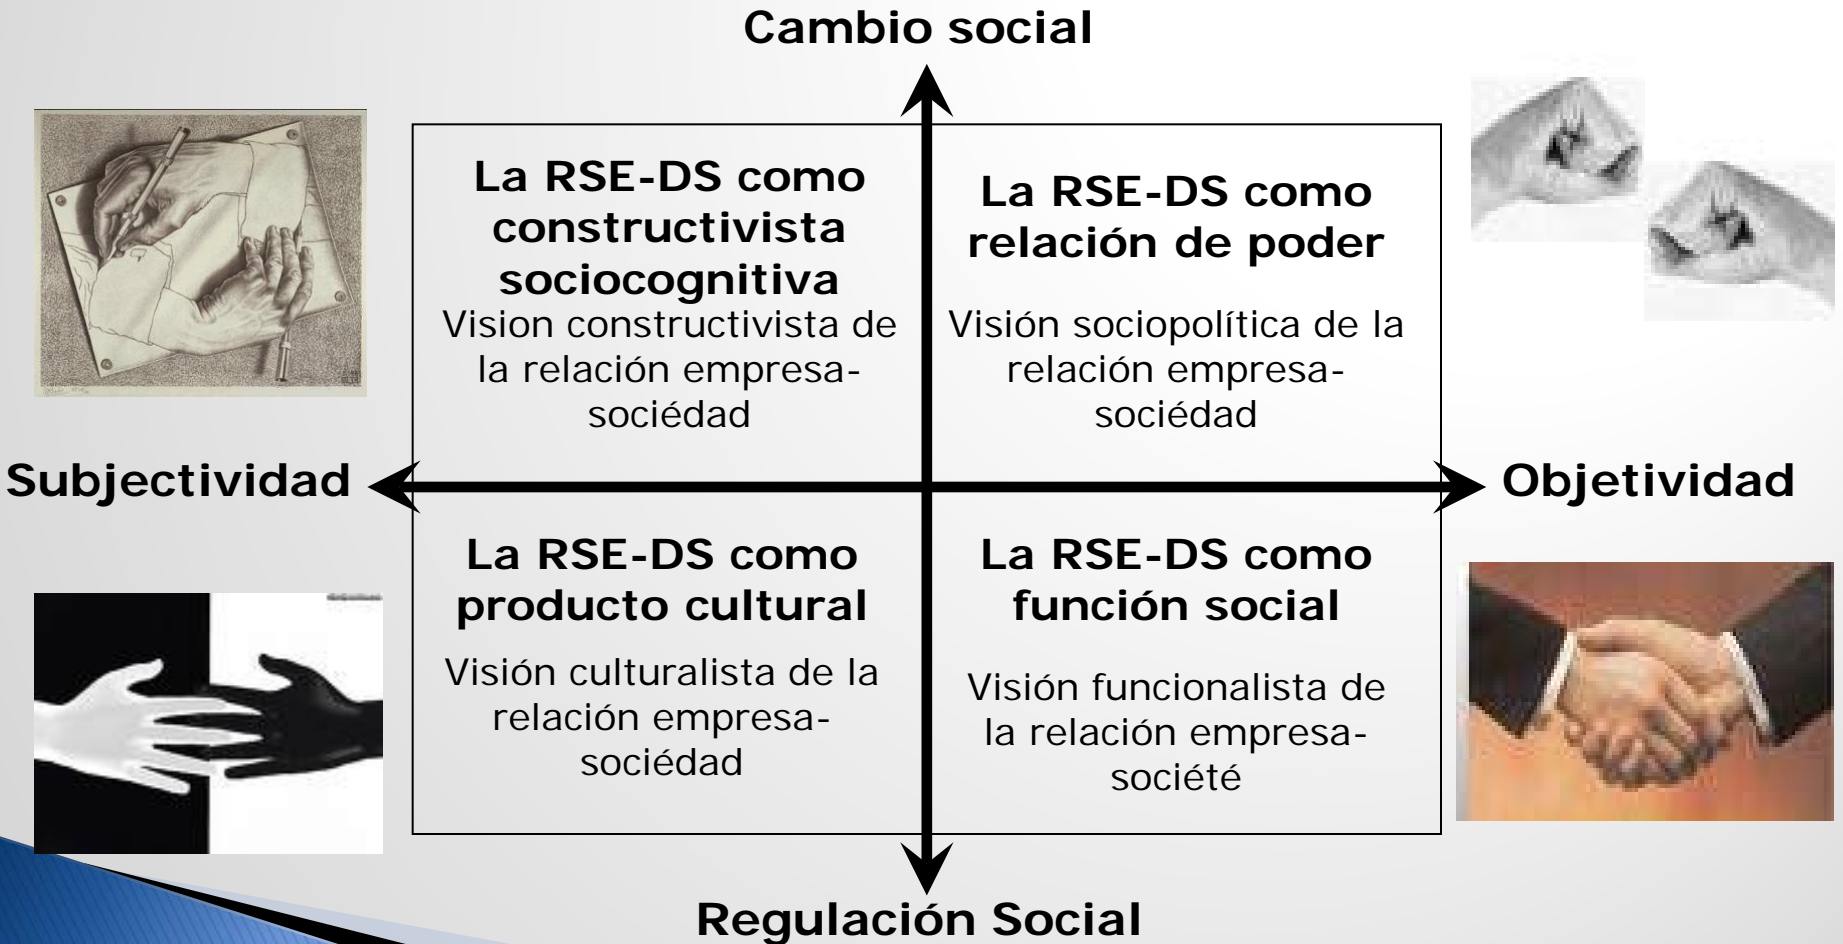 Cambio social
La RSE-DS como
constructivista
sociocognitiva
Vision constructivista de
la relación empresa-
sociédad
La RSE-DS como
relación de poder
Visión sociopolítica de la
relación empresa-
sociédad
Subjectividad
Objetividad
La RSE-DS como
producto cultural
Visión culturalista de la
relación empresa-
sociédad
La RSE-DS como
función social
Visión funcionalista de
la relación empresa-
société
Regulación Social